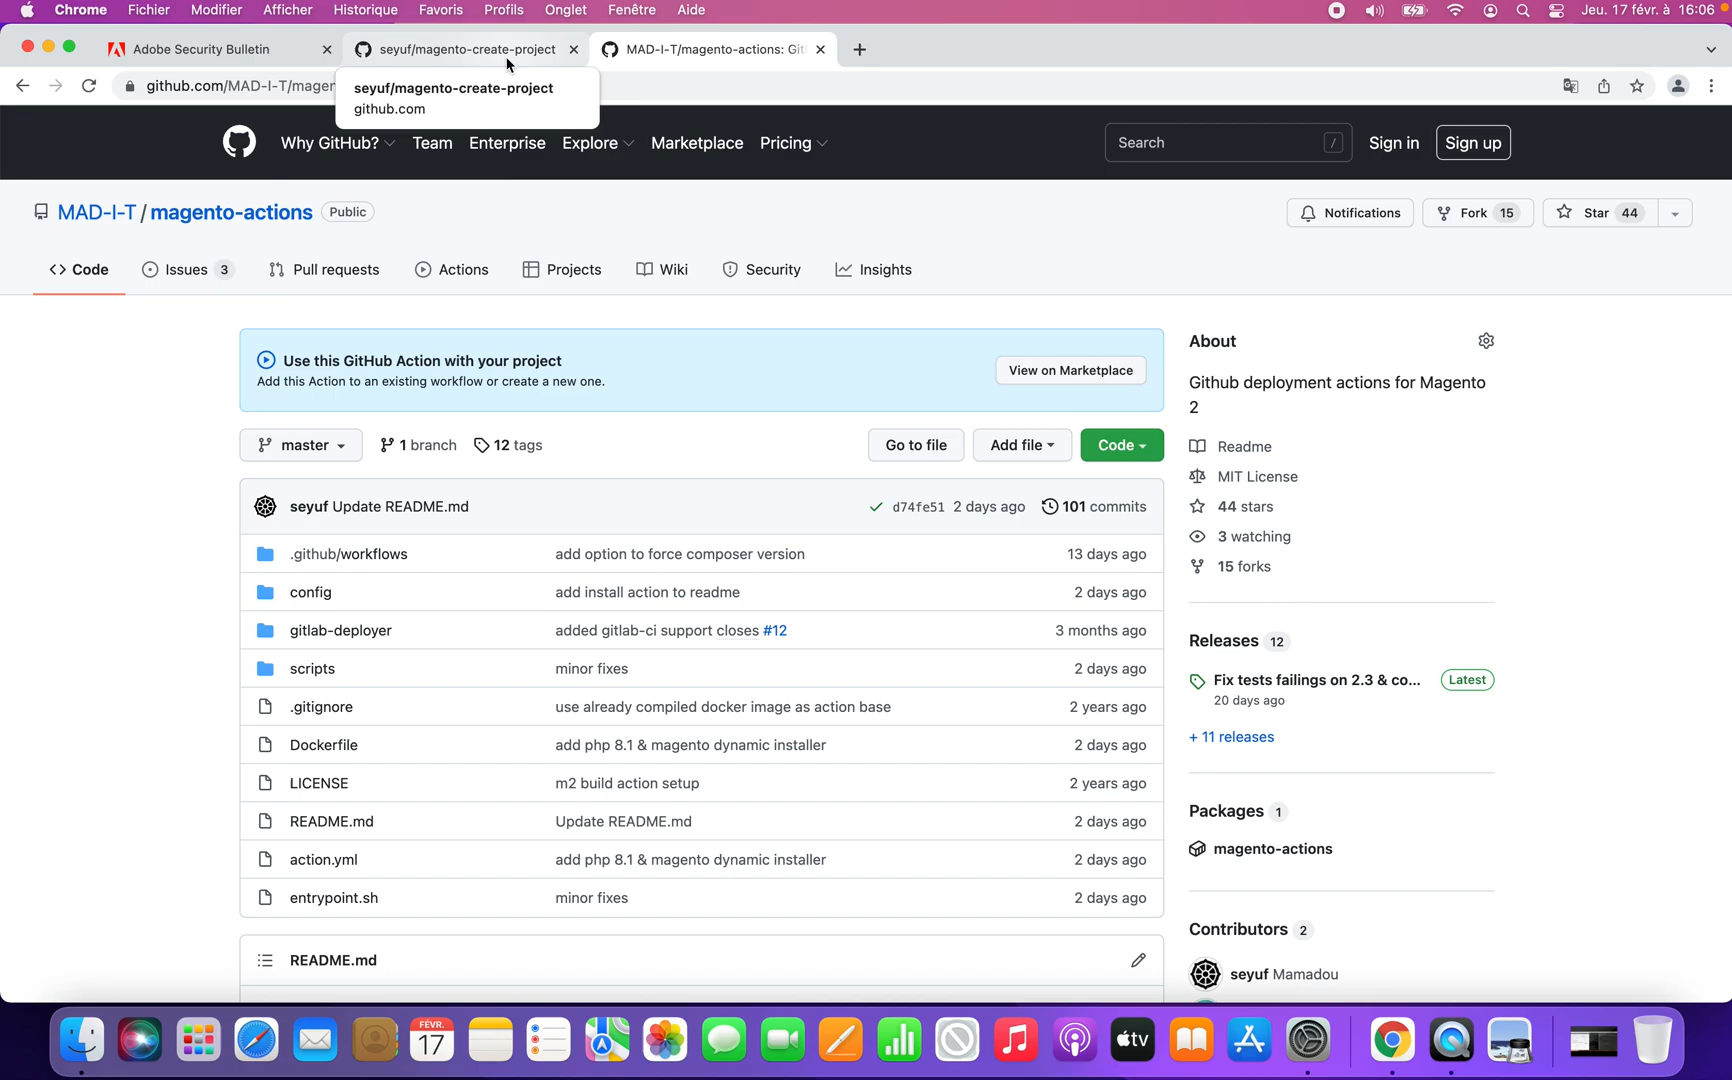 Chrome Fichier Modifier Afficher Historique Favoris Profils Onglet Fenêtre Aide Jeu. 17 févr. à 16:06
Adobe Security Bulletin
seyuf/magento-create-project
MAD-I-T/magento-actions: Git
github.com/MAD-I-T/magen
seyuf/magento-create-project
github.com
Why GitHub? Team Enterprise Explore Marketplace Pricing Search / Sign in Sign up
MAD-I-T / magento-actions Public
Notifications Fork 15 Star 44
Code Issues 3 Pull requests Actions Projects Wiki Security Insights
Use this GitHub Action with your project
Add this Action to an existing workflow or create a new one.
View on Marketplace
master 1 branch 12 tags Go to file Add file Code
seyuf Update README.md d74fe51 2 days ago 101 commits
.github/workflows add option to force composer version 13 days ago
config add install action to readme 2 days ago
gitlab-deployer added gitlab-ci support closes #12 3 months ago
scripts minor fixes 2 days ago
.gitignore use already compiled docker image as action base 2 years ago
Dockerfile add php 8.1 & magento dynamic installer 2 days ago
LICENSE m2 build action setup 2 years ago
README.md Update README.md 2 days ago
action.yml add php 8.1 & magento dynamic installer 2 days ago
entrypoint.sh minor fixes 2 days ago
README.md
About
Github deployment actions for Magento
2
Readme
MIT License
44 stars
3 watching
15 forks
Releases 12
Fix tests failings on 2.3 & co... Latest
20 days ago
+ 11 releases
Packages 1
magento-actions
Contributors 2
seyuf Mamadou
FÉVR.
17
tv